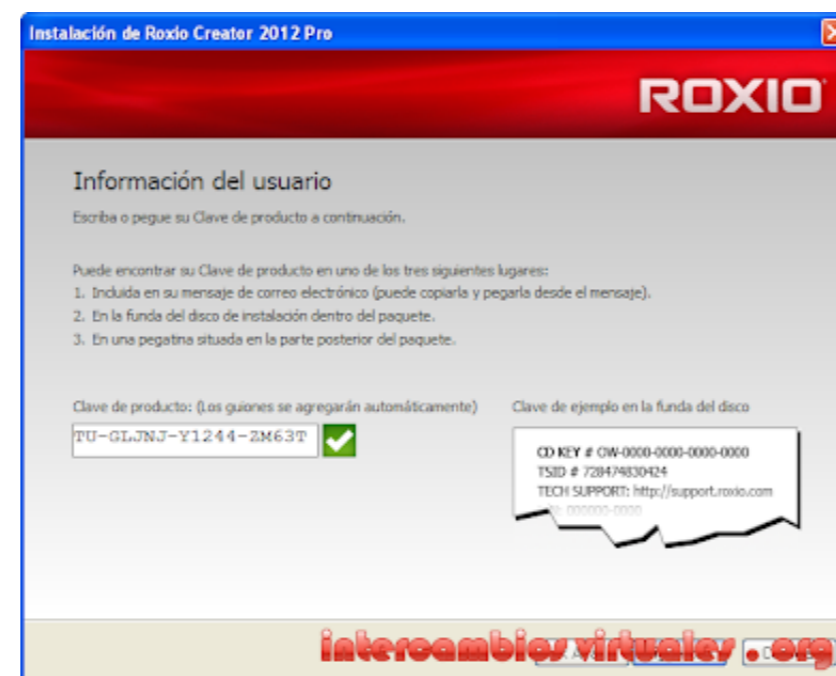 Instalación de Roxio Creator 2012 Pro
ROXIO
Información del usuario
Escriba o pegue su Clave de producto a continuación.
Puede encontrar su Clave de producto en uno de los tres siguientes lugares:
1. Incluida en su mensaje de correo electrónico (puede copiarla y pegarla desde el mensaje).
2. En la funda del disco de instalación dentro del paquete.
3. En una pegatina situada en la parte posterior del paquete.
Clave de producto: (Los guiones se agregarán automáticamente)
TU-GLJNJ-Y1244-ZM63T
Clave de ejemplo en la funda del disco
CD KEY # OW-0000-0000-0000-0000
TSID # 728474830424
TECH SUPPORT: http://support.roxio.com
000000-0000
intercambios virtuales . org